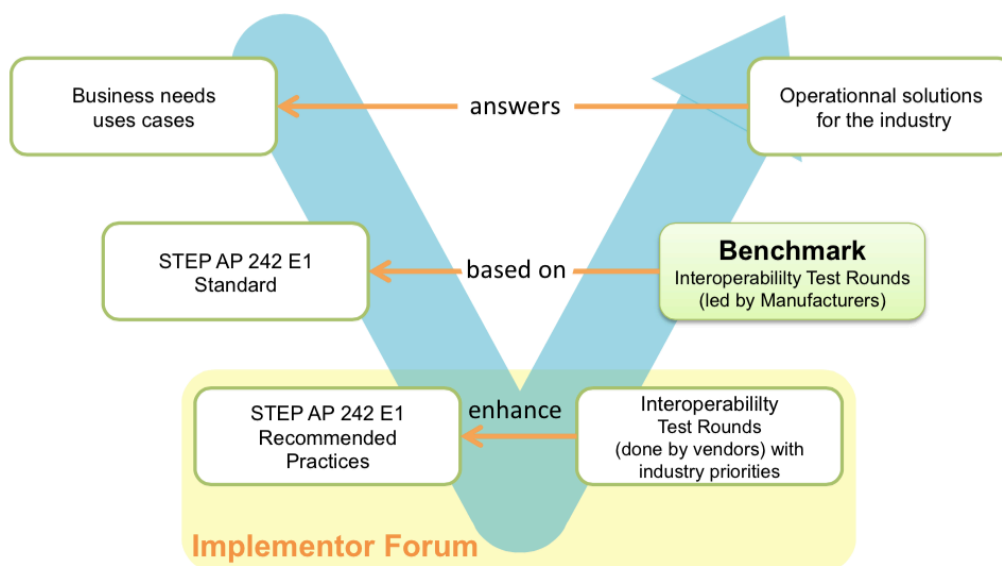 Business needs
uses cases
answers
Operationnal solutions
for the industry
STEP AP 242 E1
Standard
based on
Benchmark
Interoperabililty Test Rounds
(led by Manufacturers)
STEP AP 242 E1
Recommended
Practices
enhance
Interoperabililty
Test Rounds
(done by vendors) with
industry priorities
Implementor Forum